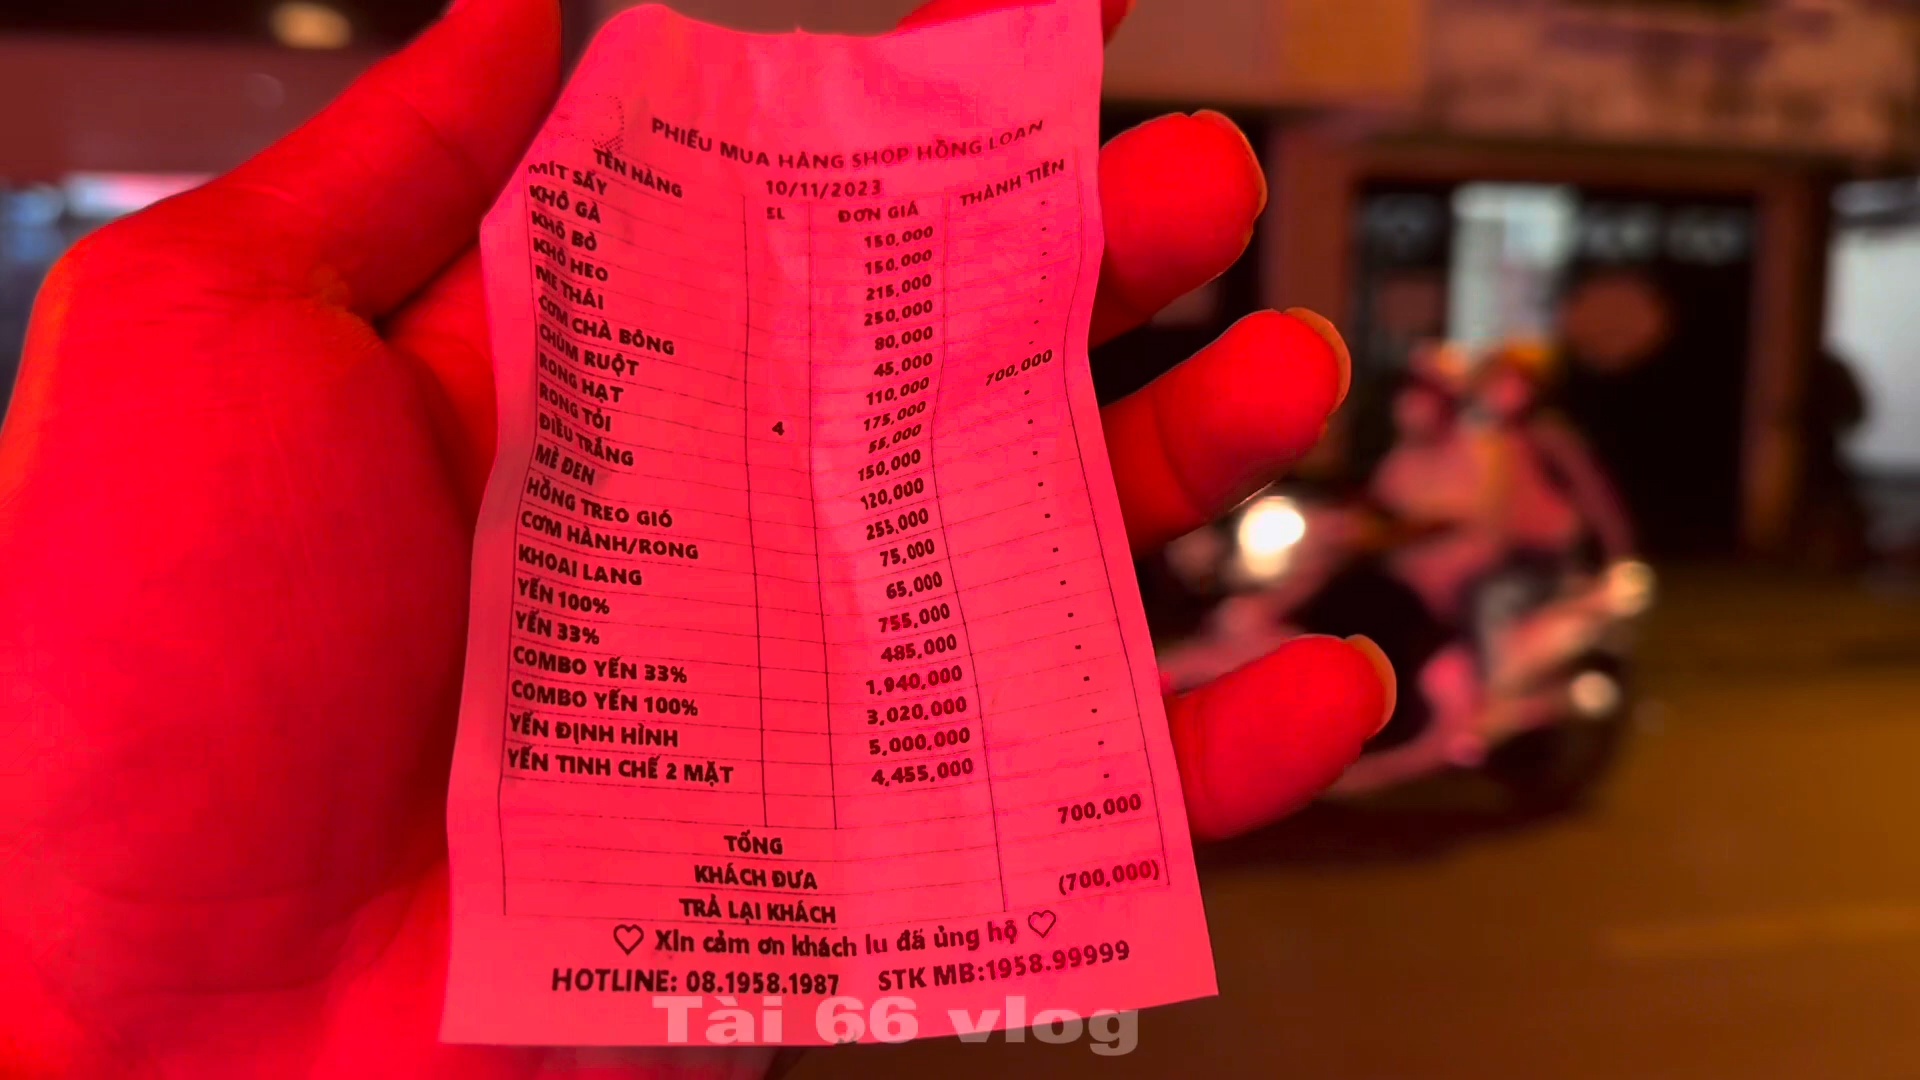 PHIẾU MUA HÀNG SHOP HỒNG LOAN
10/11/2023
TÊN HÀNG SL ĐƠN GIÁ THÀNH TIỀN
MÍT SẤY 150,000 -
KHÔ GÀ 150,000 -
KHÔ BÒ 215,000 -
KHÔ HEO 250,000 -
ME THÁI 80,000 -
CƠM CHÀ BÔNG 45,000 -
CHÙM RUỘT 110,000 -
RONG HẠT 4 175,000 700,000
RONG TỎI 55,000 -
ĐIỀU TRẮNG 150,000 -
MÈ ĐEN 120,000 -
HỒNG TREO GIÓ 255,000 -
CƠM HÀNH/RONG 75,000 -
KHOAI LANG 65,000 -
YẾN 100% 755,000 -
YẾN 33% 485,000 -
COMBO YẾN 33% 1,940,000 -
COMBO YẾN 100% 3,020,000 -
YẾN ĐỊNH HÌNH 5,000,000 -
YẾN TINH CHẾ 2 MẶT 4,455,000 -
TỔNG 700,000
KHÁCH ĐƯA
TRẢ LẠI KHÁCH (700,000)
♡ Xin cảm ơn khách lu đã ủng hộ ♡
HOTLINE: 08.1958.1987 STK MB:1958.99999
Tài 66 vlog